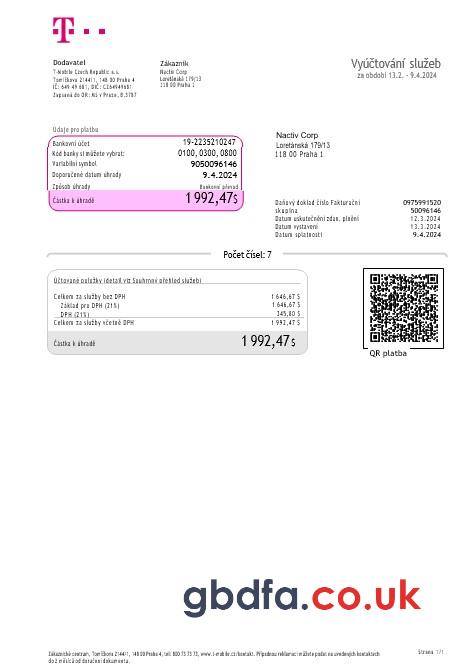 T
Dodavatel
T-Mobile Czech Republic a.s.
Tomíčkova 2144/1, 148 00 Praha 4
IČ: 649 49 681, DIČ: CZ64949681
Zapsaná do OR: MS v Praze, B.3787
Zákazník
Nactiv Corp
Loretánská 179/13
118 00 Praha 1
Vyúčtování služeb
za období 13.2. - 9.4.2024
Údaje pro platbu
Bankovní účet 19-2235210247
Kód banky si můžete vybrat: 0100, 0300, 0800
Variabilní symbol 9050096146
Doporučené datum úhrady 9.4.2024
Způsob úhrady Bankovní převod
Částka k úhradě 1 992,47$
Nactiv Corp
Loretánská 179/13
118 00 Praha 1
Daňový doklad číslo Fakturační 0975991520
skupina 50096146
Datum uskutečnění zdan. plnění 12.3.2024
Datum vystavení 13.3.2024
Datum splatnosti 9.4.2024
Počet čísel: 7
Účtované položky (detail viz Souhrnný přehled služeb)
Celkem za služby bez DPH 1 646,67 $
Základ pro DPH (21%) 1 646,67 $
DPH (21%) 345,80 $
Celkem za služby včetně DPH 1 992,47 $
Částka k úhradě 1 992,47$
QR platba
gbdfa.co.uk
Zákaznické centrum, Tomíčkova 2144/1, 148 00 Praha 4, tel: 800 73 73 73, www.t-mobile.cz/kontakt. Případnou reklamaci můžete podat na uvedených kontaktech
do 2 měsíců od doručení dokumentu.
Strana 1/1